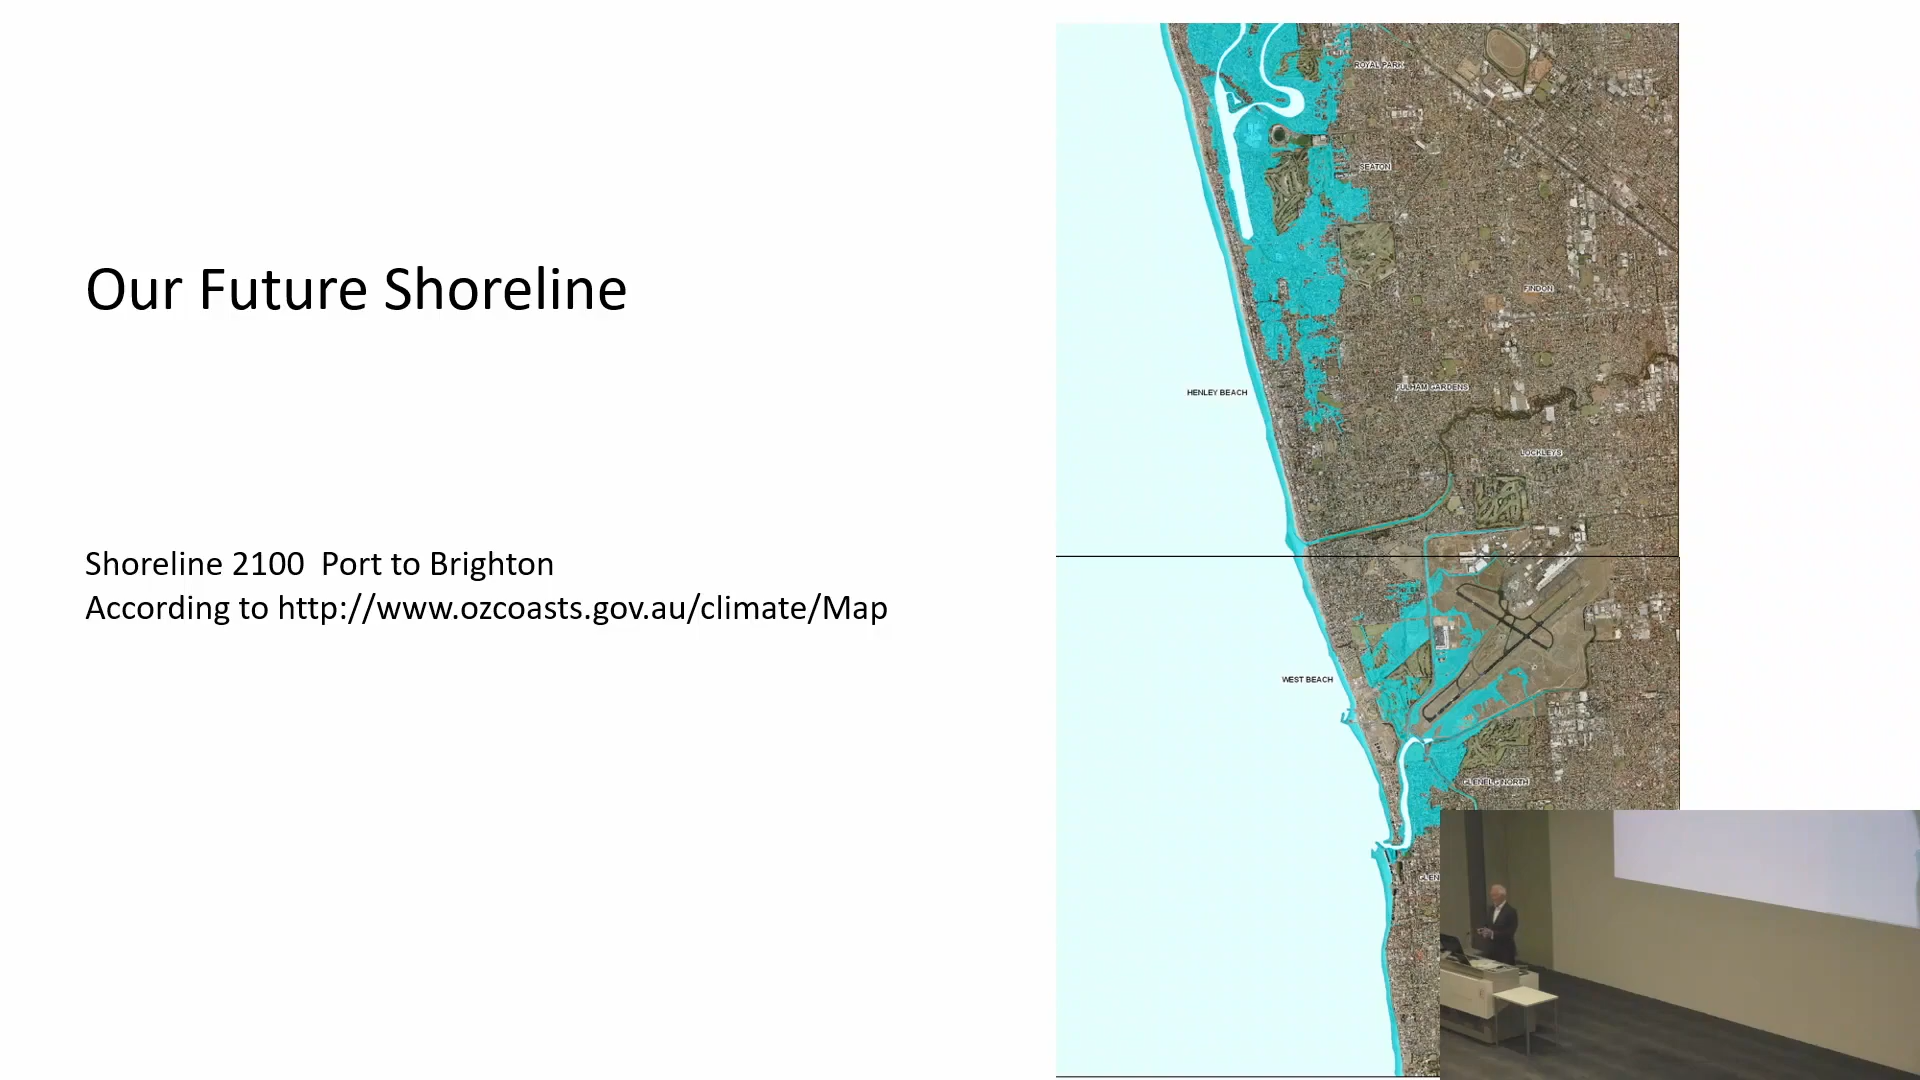 Our Future Shoreline
Shoreline 2100 Port to Brighton
According to http://www.ozcoasts.gov.au/climate/Map
ROYAL PARK
SEATON
FINDON
HENLEY BEACH
FULHAM GARDENS
LOCKLEYS
WEST BEACH
GLENELG NORTH
GLEN